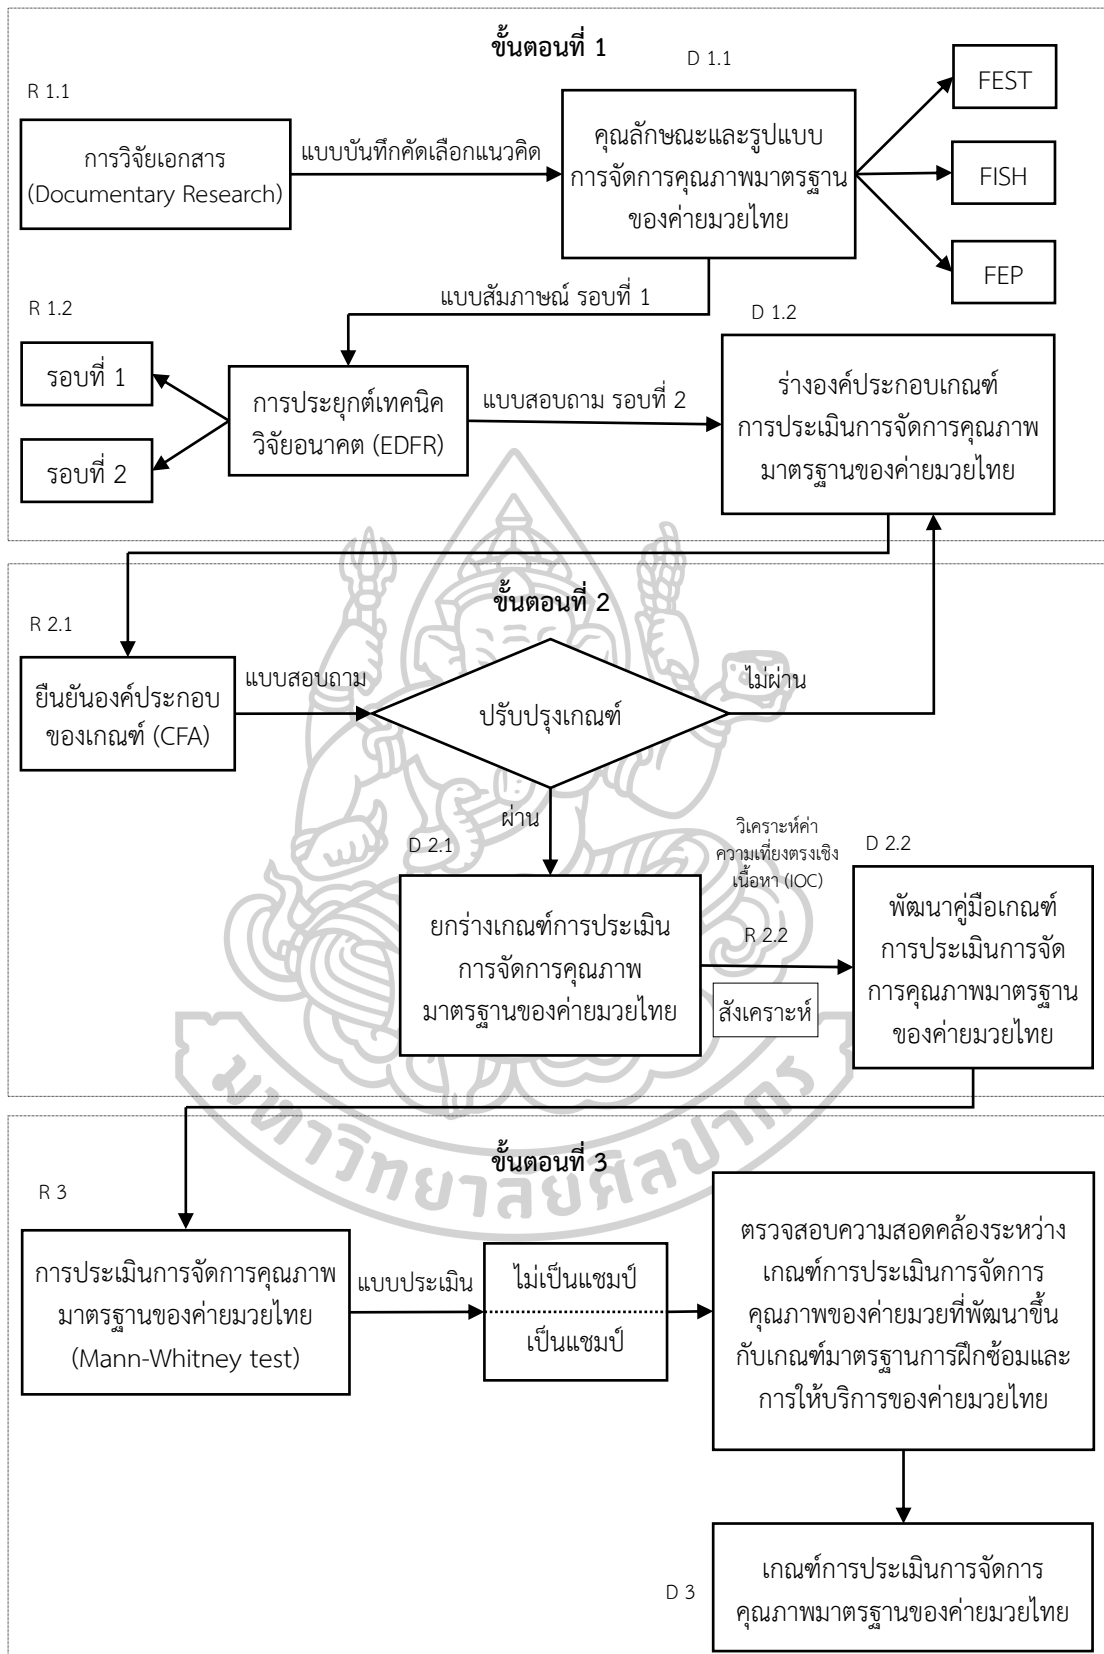 ขั้นตอนที่ 1
R 1.1
D 1.1
การวิจัยเอกสาร
(Documentary Research)
แบบบันทึกคัดเลือกแนวคิด
คุณลักษณะและรูปแบบ
การจัดการคุณภาพมาตรฐาน
ของค่ายมวยไทย
FEST
FISH
FEP
แบบสัมภาษณ์ รอบที่ 1
R 1.2
D 1.2
รอบที่ 1
รอบที่ 2
การประยุกต์เทคนิค
วิจัยอนาคต (EDFR)
แบบสอบถาม รอบที่ 2
ร่างองค์ประกอบเกณฑ์
การประเมินการจัดการคุณภาพ
มาตรฐานของค่ายมวยไทย
ขั้นตอนที่ 2
R 2.1
ยืนยันองค์ประกอบ
ของเกณฑ์ (CFA)
แบบสอบถาม
ปรับปรุงเกณฑ์
ไม่ผ่าน
ผ่าน
D 2.1
ยกร่างเกณฑ์การประเมิน
การจัดการคุณภาพ
มาตรฐานของค่ายมวยไทย
วิเคราะห์ค่า
ความเที่ยงตรงเชิง
เนื้อหา (IOC)
R 2.2
สังเคราะห์
D 2.2
พัฒนาคู่มือเกณฑ์
การประเมินการจัด
การคุณภาพมาตรฐาน
ของค่ายมวยไทย
มหาวิทยาลัยศิลปากร
ขั้นตอนที่ 3
R 3
การประเมินการจัดการคุณภาพ
มาตรฐานของค่ายมวยไทย
(Mann-Whitney test)
แบบประเมิน
ไม่เป็นแชมป์
เป็นแชมป์
ตรวจสอบความสอดคล้องระหว่าง
เกณฑ์การประเมินการจัดการ
คุณภาพของค่ายมวยที่พัฒนาขึ้น
กับเกณฑ์มาตรฐานการฝึกซ้อมและ
การให้บริการของค่ายมวยไทย
D 3
เกณฑ์การประเมินการจัดการ
คุณภาพมาตรฐานของค่ายมวยไทย